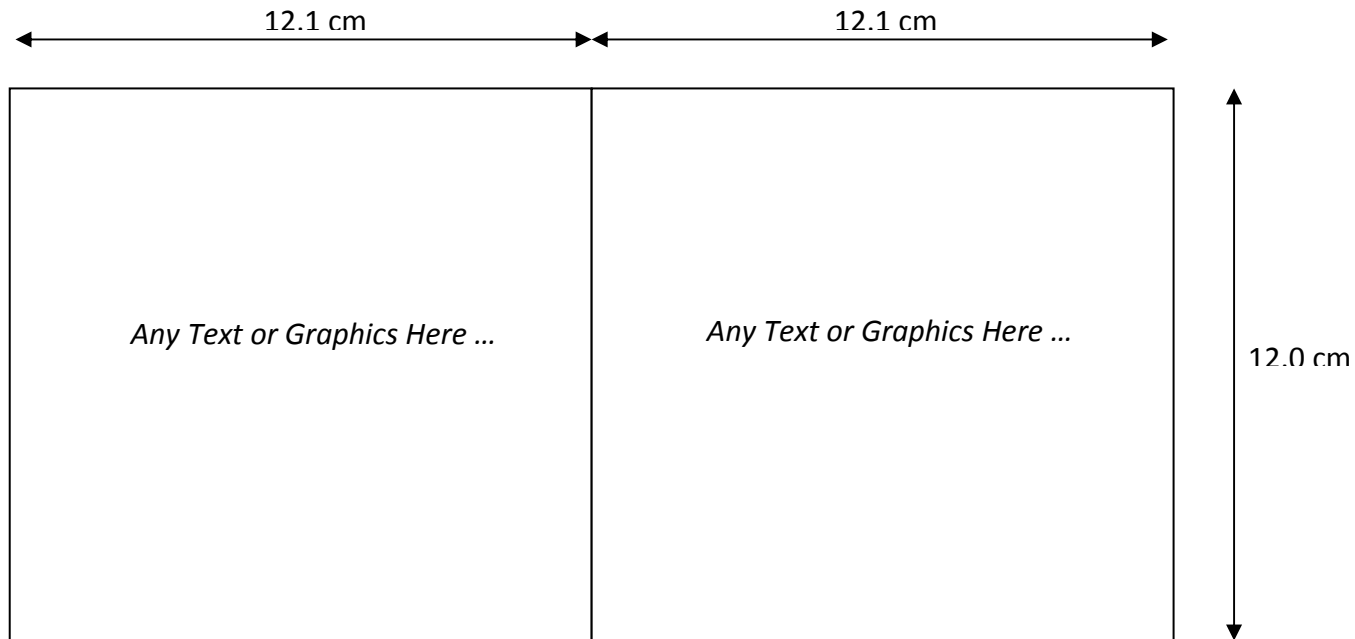 12.1 cm 12.1 cm
Any Text or Graphics Here ...
Any Text or Graphics Here ...
12.0 cm